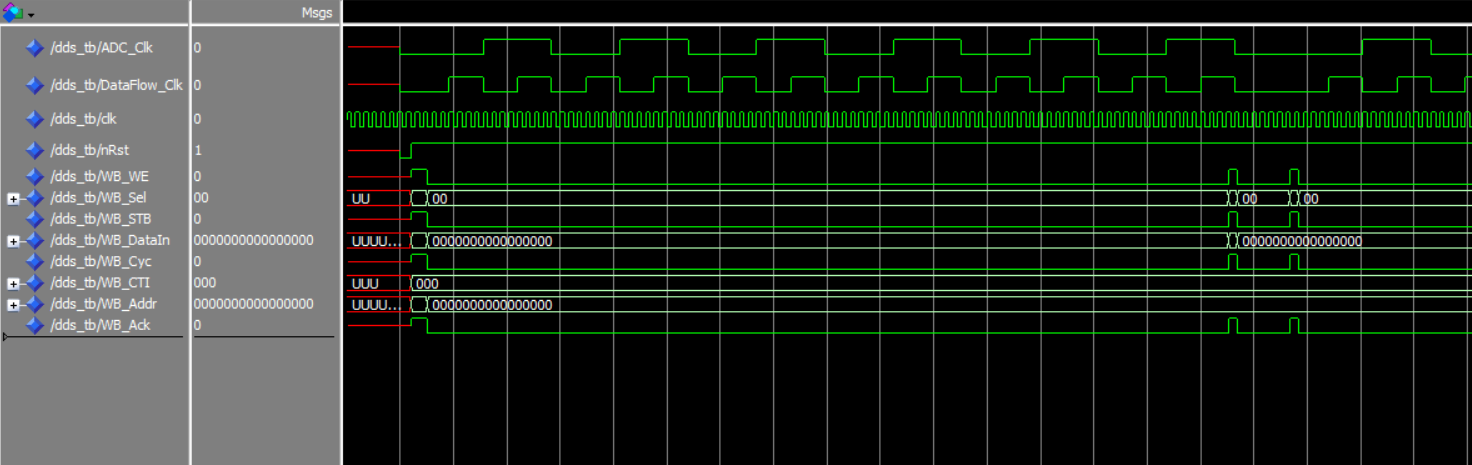 Msgs
/dds_tb/ADC_Clk 0
/dds_tb/DataFlow_Clk 0
/dds_tb/clk 0
/dds_tb/nRst 1
/dds_tb/WB_WE 0
/dds_tb/WB_Sel 00 UU 00 00 00
/dds_tb/WB_STB 0
/dds_tb/WB_DataIn 0000000000000000 UUUU... 0000000000000000 0000000000000000
/dds_tb/WB_Cyc 0
/dds_tb/WB_CTI 000 UUU 000
/dds_tb/WB_Addr 0000000000000000 UUUU... 0000000000000000
/dds_tb/WB_Ack 0